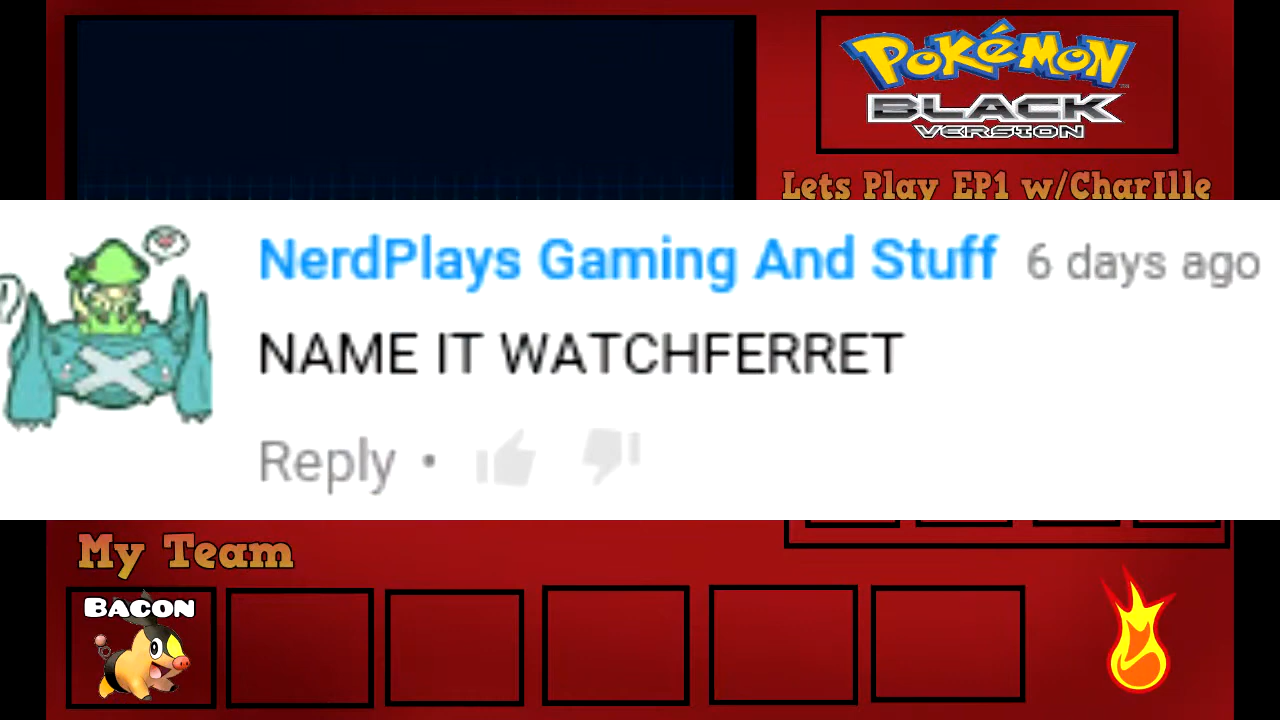 POKéMON
BLACK
VERSION
Lets Play EP1 w/CharIlle
NerdPlays Gaming And Stuff 6 days ago
NAME IT WATCHFERRET
Reply •
My Team
BACON